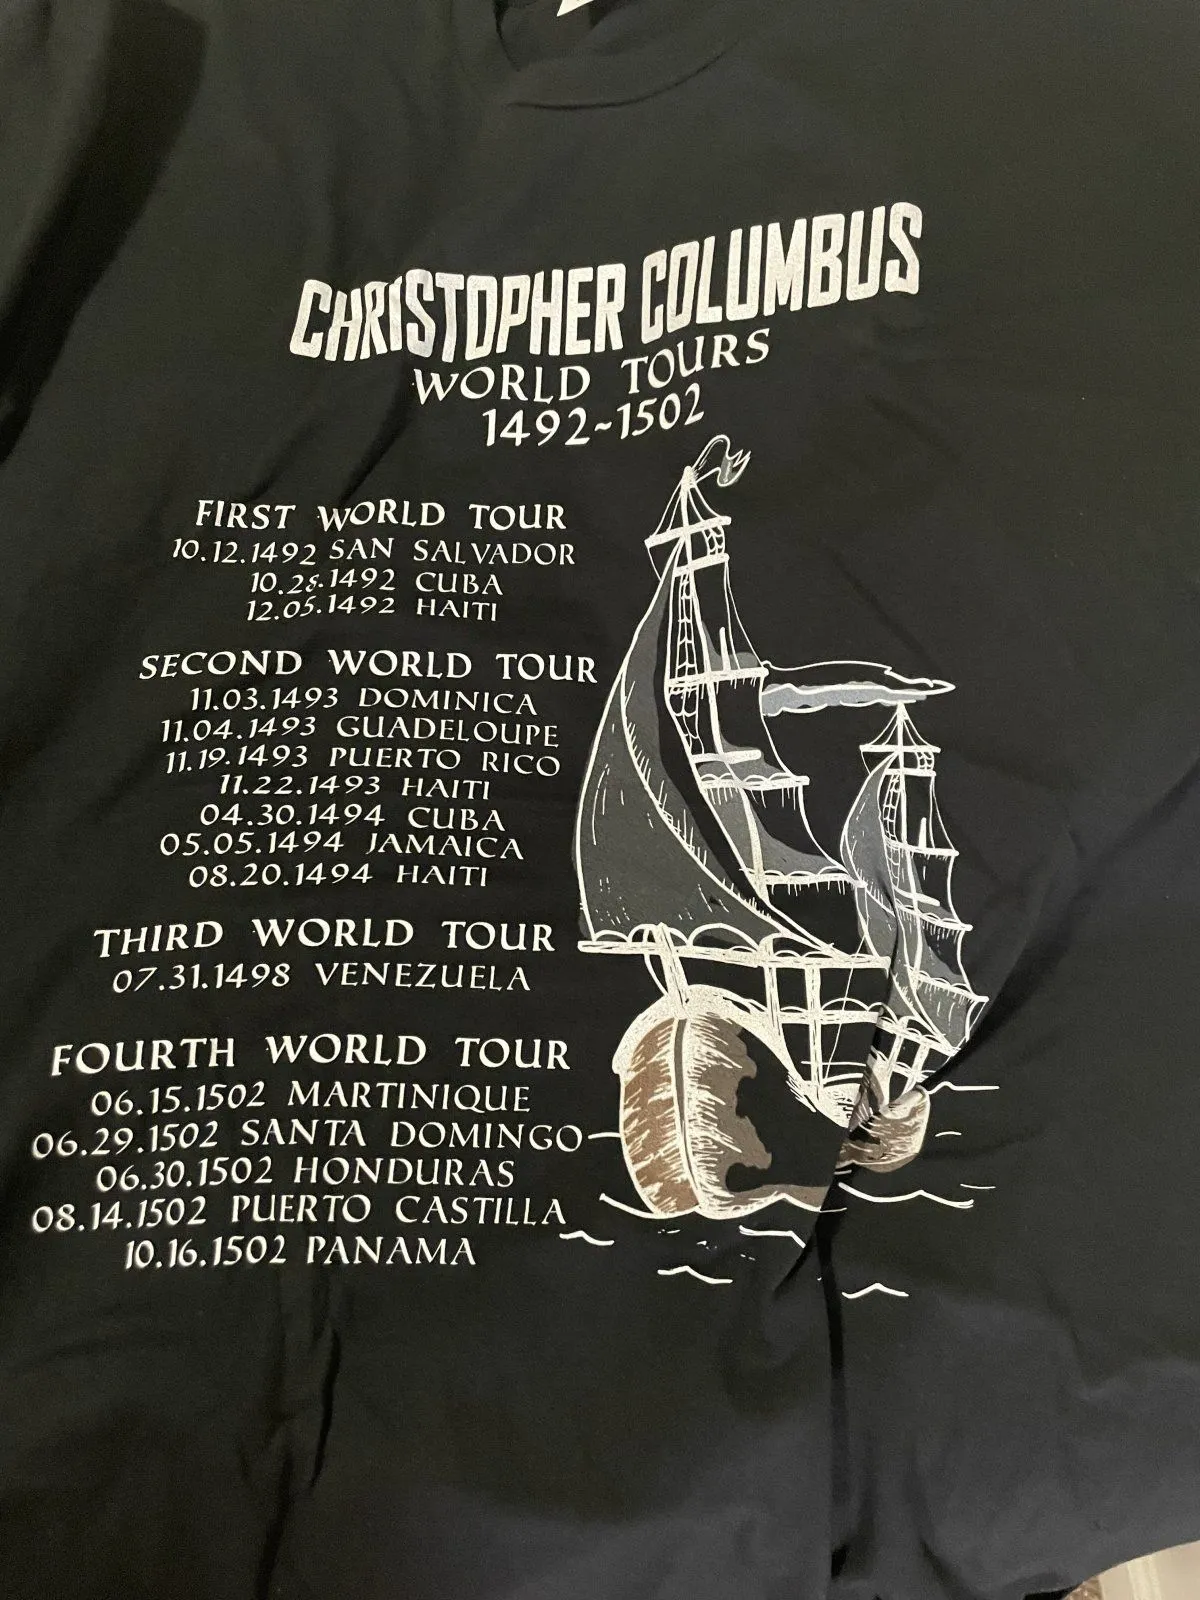 CHRISTOPHER COLUMBUS
WORLD TOURS
1492~1502
FIRST WORLD TOUR
10.12.1492 SAN SALVADOR
10.28.1492 CUBA
12.05.1492 HAITI
SECOND WORLD TOUR
11.03.1493 DOMINICA
11.04.1493 GUADELOUPE
11.19.1493 PUERTO RICO
11.22.1493 HAITI
04.30.1494 CUBA
05.05.1494 JAMAICA
08.20.1494 HAITI
THIRD WORLD TOUR
07.31.1498 VENEZUELA
FOURTH WORLD TOUR
06.15.1502 MARTINIQUE
06.29.1502 SANTA DOMINGO
06.30.1502 HONDURAS
08.14.1502 PUERTO CASTILLA
10.16.1502 PANAMA